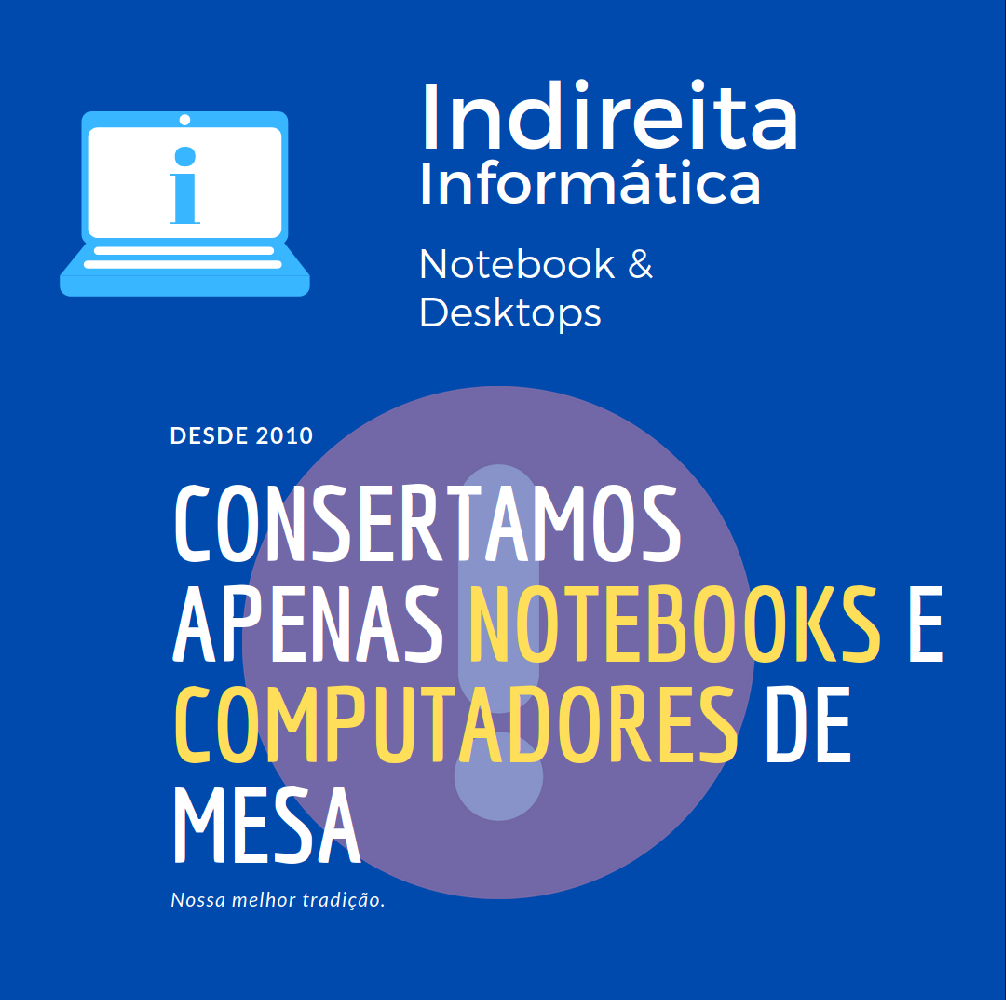 i
Indireita
Informática
Notebook &
Desktops
DESDE 2010
CONSERTAMOS
APENAS NOTEBOOKS E
COMPUTADORES DE
MESA
Nossa melhor tradição.